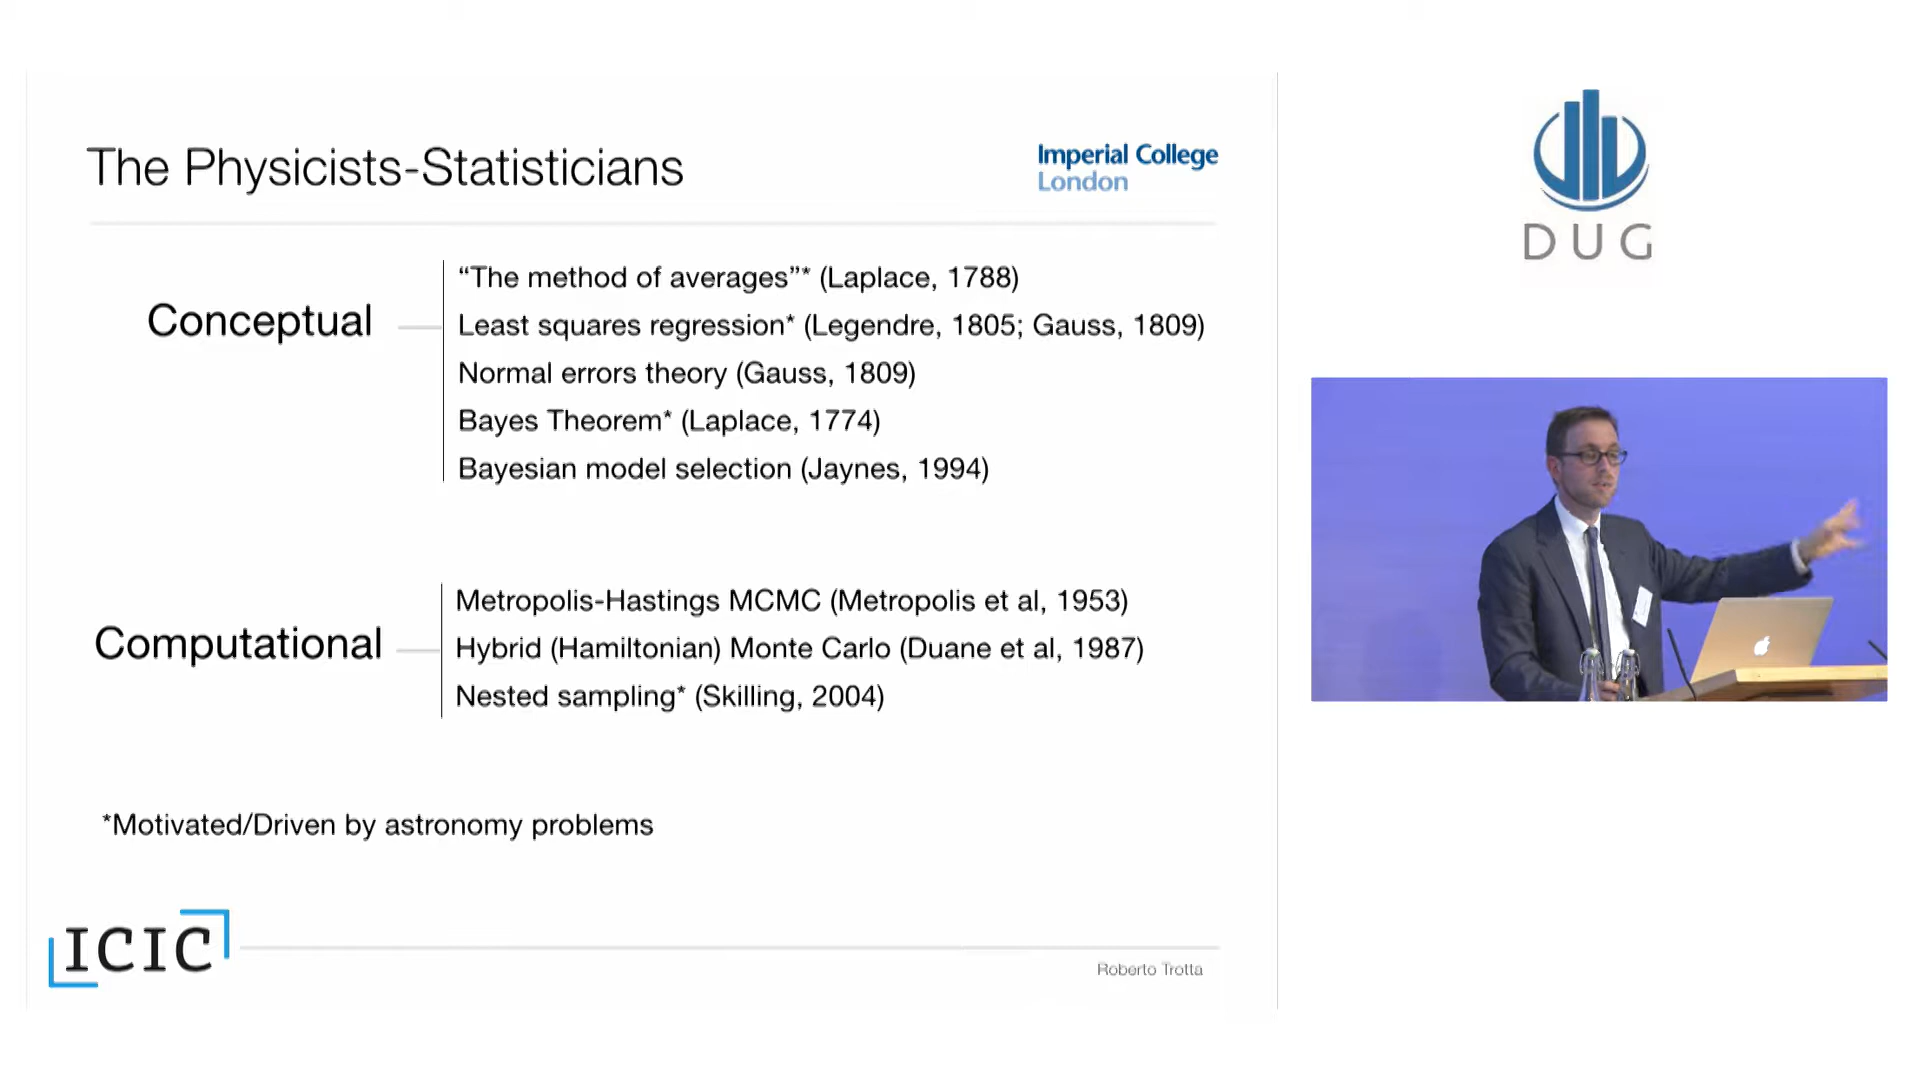 The Physicists-Statisticians
Imperial College
London
Conceptual
“The method of averages”* (Laplace, 1788)
Least squares regression* (Legendre, 1805; Gauss, 1809)
Normal errors theory (Gauss, 1809)
Bayes Theorem* (Laplace, 1774)
Bayesian model selection (Jaynes, 1994)
Computational
Metropolis-Hastings MCMC (Metropolis et al, 1953)
Hybrid (Hamiltonian) Monte Carlo (Duane et al, 1987)
Nested sampling* (Skilling, 2004)
*Motivated/Driven by astronomy problems
ICIC
Roberto Trotta
DUG